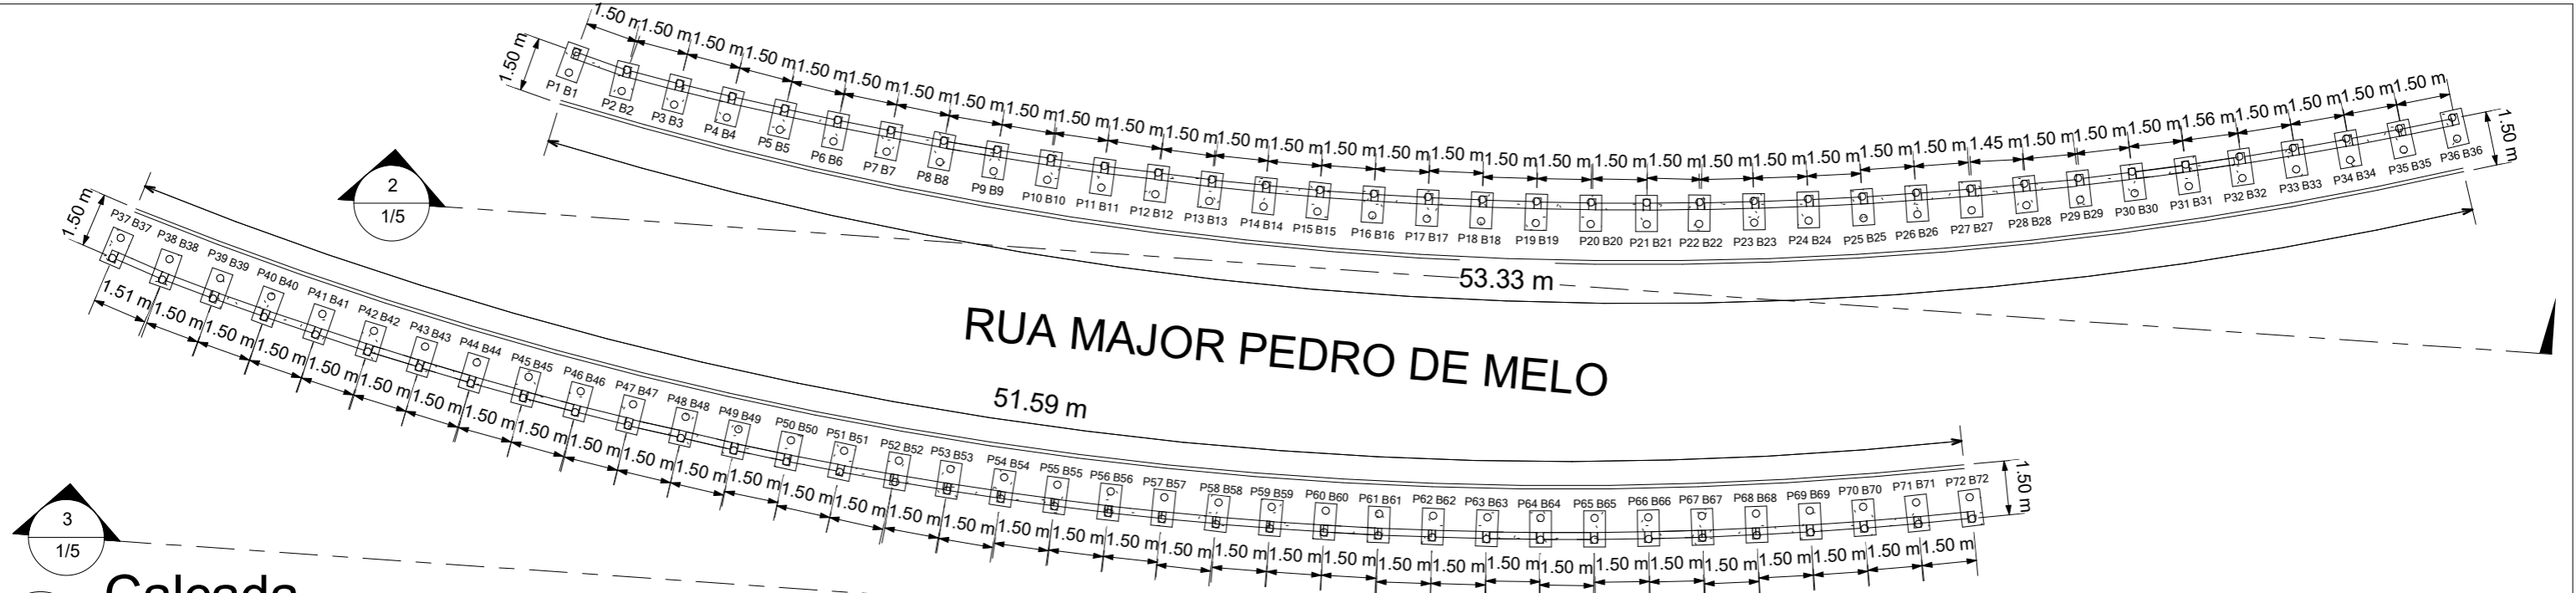 1.50 m 1.50 m 1.50 m 1.50 m 1.50 m 1.50 m 1.50 m 1.50 m 1.50 m 1.50 m 1.50 m 1.50 m 1.50 m 1.50 m 1.50 m 1.50 m 1.50 m 1.50 m 1.50 m 1.50 m 1.50 m 1.50 m 1.50 m 1.50 m 1.50 m 1.50 m 1.45 m 1.50 m 1.50 m 1.50 m 1.56 m 1.50 m 1.50 m 1.50 m 1.50 m
1.50 m
1.50 m
P1 B1 P2 B2 P3 B3 P4 B4 P5 B5 P6 B6 P7 B7 P8 B8 P9 B9 P10 B10 P11 B11 P12 B12 P13 B13 P14 B14 P15 B15 P16 B16 P17 B17 P18 B18 P19 B19 P20 B20 P21 B21 P22 B22 P23 B23 P24 B24 P25 B25 P26 B26 P27 B27 P28 B28 P29 B29 P30 B30 P31 B31 P32 B32 P33 B33 P34 B34 P35 B35 P36 B36
2
1/5
53.33 m
RUA MAJOR PEDRO DE MELO
51.59 m
1.50 m
1.50 m
P37 B37 P38 B38 P39 B39 P40 B40 P41 B41 P42 B42 P43 B43 P44 B44 P45 B45 P46 B46 P47 B47 P48 B48 P49 B49 P50 B50 P51 B51 P52 B52 P53 B53 P54 B54 P55 B55 P56 B56 P57 B57 P58 B58 P59 B59 P60 B60 P61 B61 P62 B62 P63 B63 P64 B64 P65 B65 P66 B66 P67 B67 P68 B68 P69 B69 P70 B70 P71 B71 P72 B72
1.51 m 1.50 m 1.50 m 1.50 m 1.50 m 1.50 m 1.50 m 1.50 m 1.50 m 1.50 m 1.50 m 1.50 m 1.50 m 1.50 m 1.50 m 1.50 m 1.50 m 1.50 m 1.50 m 1.50 m 1.50 m 1.50 m 1.50 m 1.50 m 1.50 m 1.50 m 1.50 m 1.50 m 1.50 m 1.50 m 1.50 m 1.50 m 1.50 m 1.50 m 1.50 m
3
1/5
Calçada